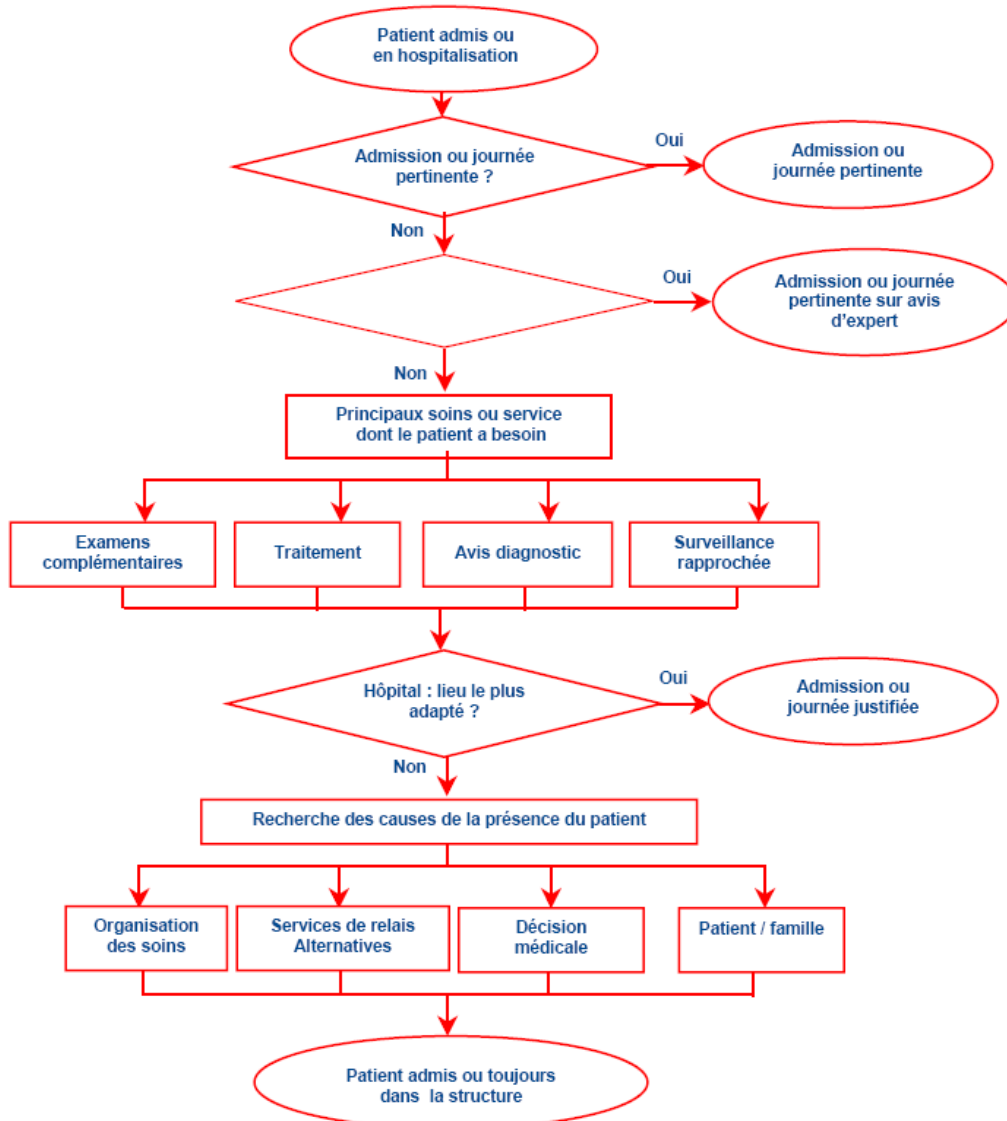 Patient admis ou
en hospitalisation
Admission ou journée
pertinente ?
Oui
Admission ou
journée pertinente
Non
Oui
Admission ou journée
pertinente sur avis
d'expert
Non
Principaux soins ou service
dont le patient a besoin
Examens
complémentaires
Traitement
Avis diagnostic
Surveillance
rapprochée
Hôpital : lieu le plus
adapté ?
Oui
Admission ou
journée justifiée
Non
Recherche des causes de la présence du patient
Organisation
des soins
Services de relais
Alternatives
Décision
médicale
Patient / famille
Patient admis ou toujours
dans la structure